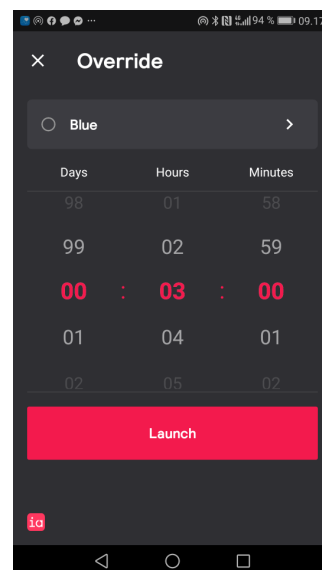 94 % 09.17
Override
Blue
Days Hours Minutes
98 01 58
99 02 59
00 : 03 : 00
01 04 01
02 05 02
Launch
ia